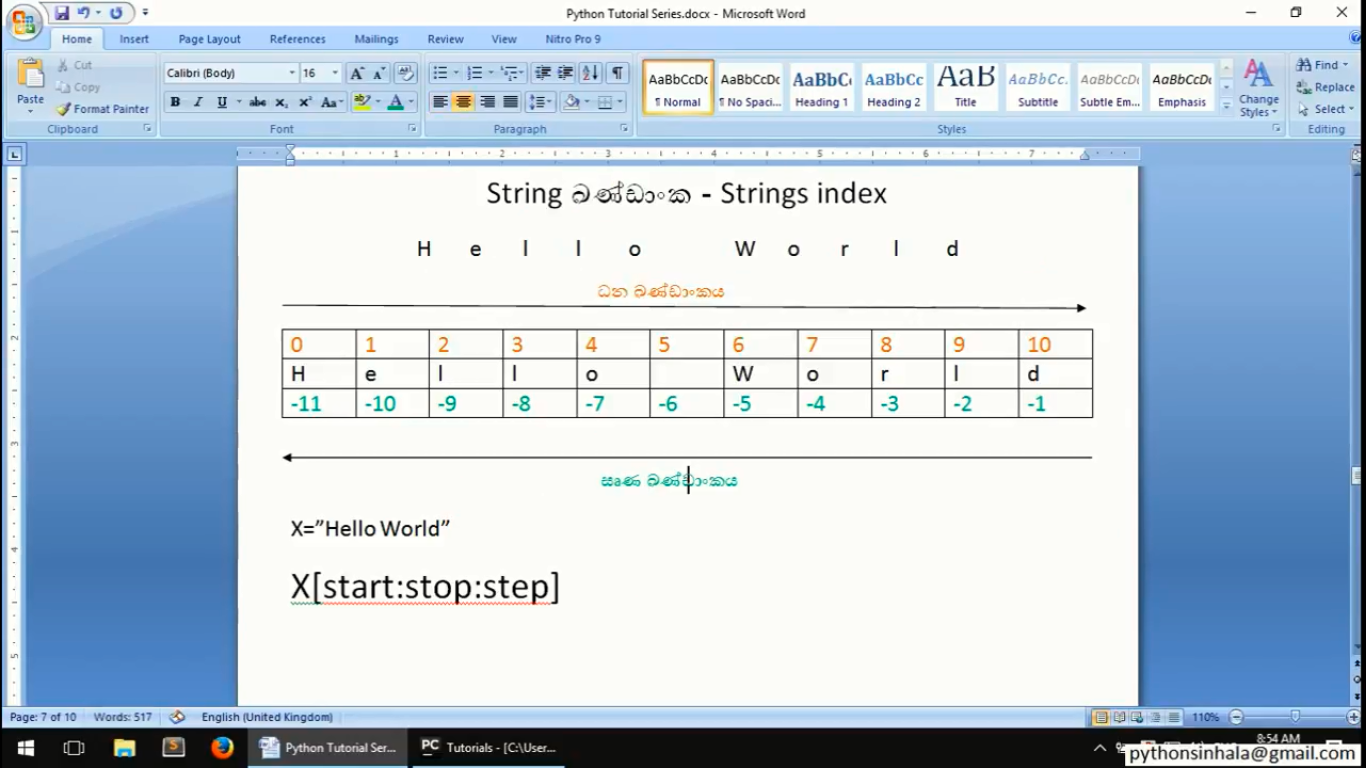 Python Tutorial Series.docx - Microsoft Word
Home Insert Page Layout References Mailings Review View Nitro Pro 9
Paste Cut Copy Format Painter
Calibri (Body) 16
AaBbCcDc AaBbCcDc AaBbCc AaBbCc AaB AaBbCc. AaBbCcDc AaBbCcDc
¶ Normal ¶ No Spaci... Heading 1 Heading 2 Title Subtitle Subtle Em... Emphasis
Change Styles
Find Replace Select
Clipboard Font Paragraph Styles Editing
String ඛණ්ඩාංක - Strings index
H e l l o W o r l d
ධන ඛණ්ඩාංකය
0 1 2 3 4 5 6 7 8 9 10
H e l l o W o r l d
-11 -10 -9 -8 -7 -6 -5 -4 -3 -2 -1
සෘණ ඛණ්ඩාංකය
X=”Hello World”
X[start:stop:step]
Page: 7 of 10 Words: 517 English (United Kingdom) 110%
Python Tutorial Ser... Tutorials - [C:\User... 8:54 AM
pythonsinhala@gmail.com